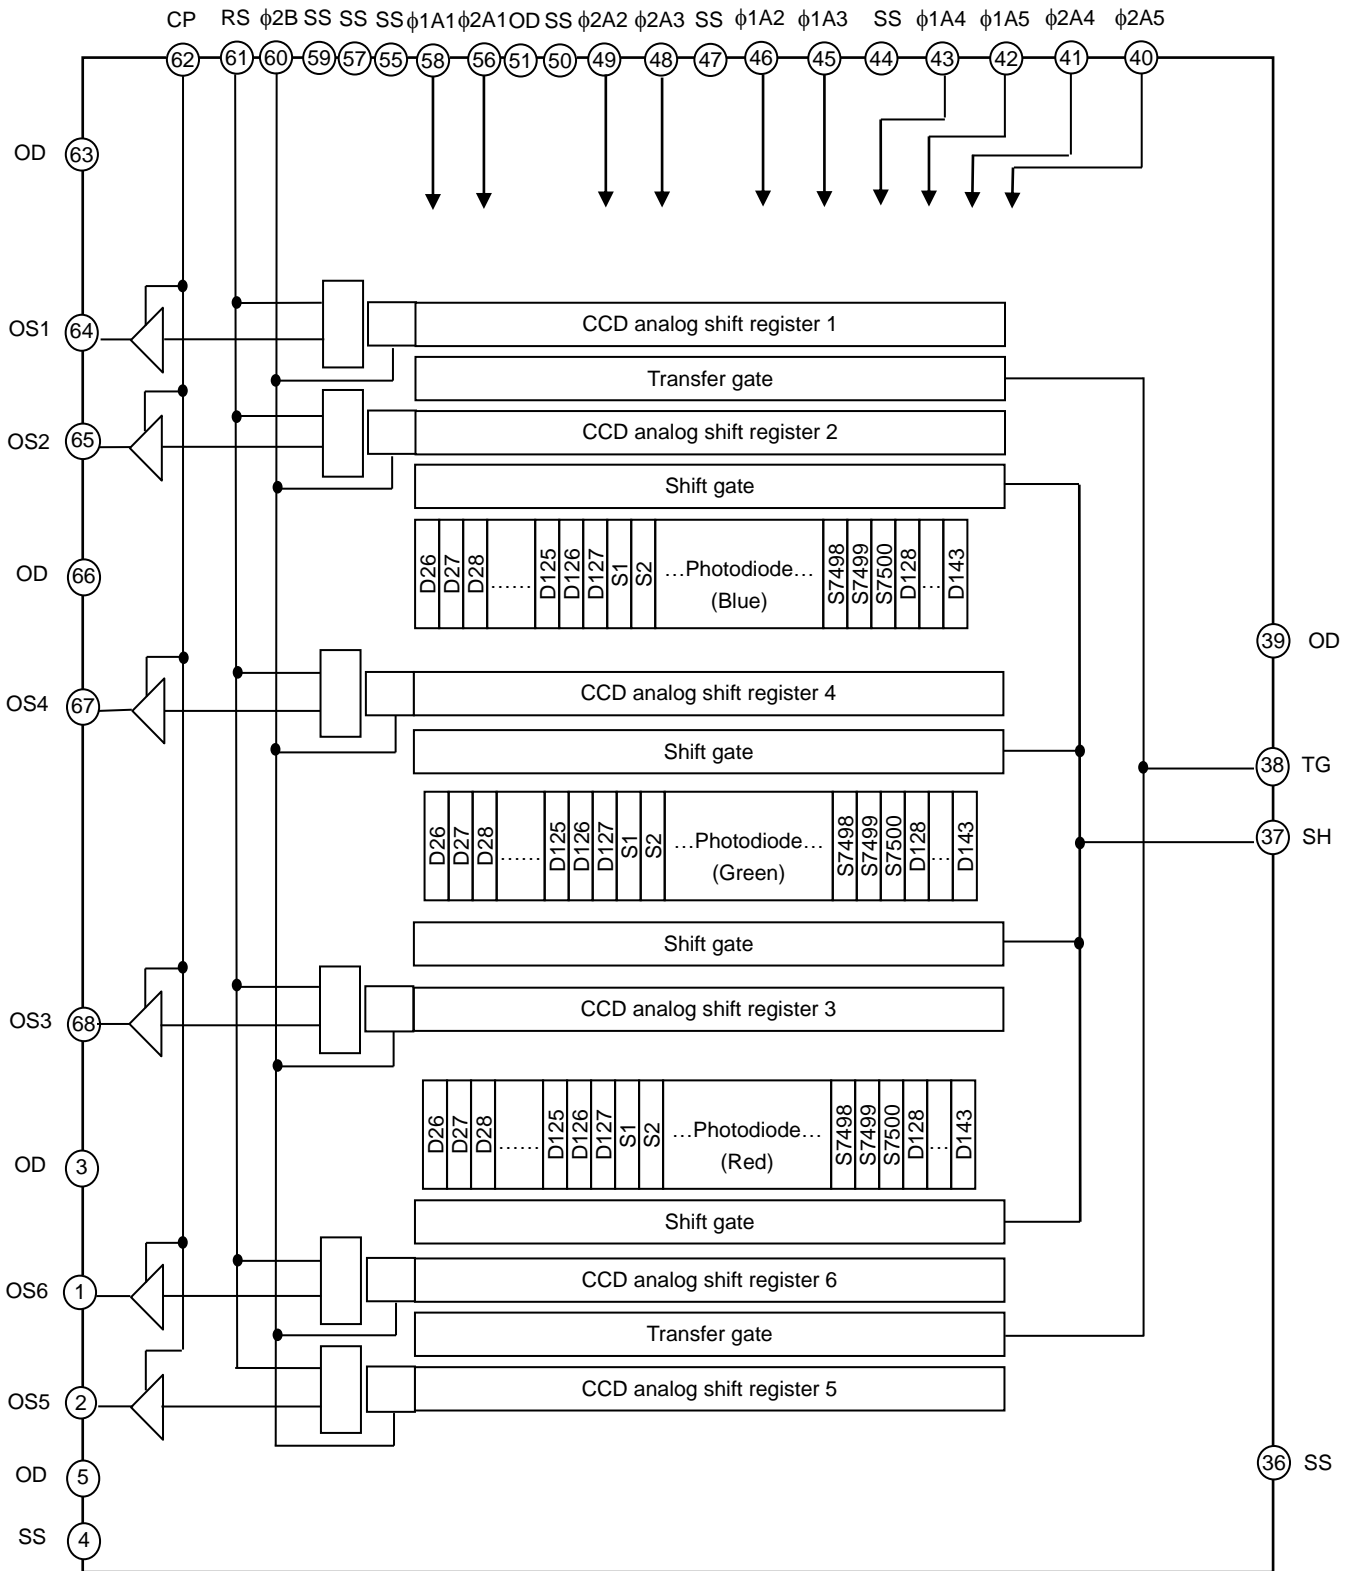 CP RS ϕ2B SS SS SS ϕ1A1 ϕ2A1 OD SS ϕ2A2 ϕ2A3 SS ϕ1A2 ϕ1A3 SS ϕ1A4 ϕ1A5 ϕ2A4 ϕ2A5
62 61 60 59 57 55 58 56 51 50 49 48 47 46 45 44 43 42 41 40
OD 63
OS1 64 CCD analog shift register 1
Transfer gate
OS2 65 CCD analog shift register 2
Shift gate
OD 66 D26 D27 D28 ...... D125 D126 D127 S1 S2 ...Photodiode... S7498 S7499 S7500 D128 ... D143
(Blue)
39 OD
OS4 67 CCD analog shift register 4
Shift gate
38 TG
D26 D27 D28 ...... D125 D126 D127 S1 S2 ...Photodiode... S7498 S7499 S7500 D128 ... D143
(Green)
37 SH
Shift gate
OS3 68 CCD analog shift register 3
D26 D27 D28 ...... D125 D126 D127 S1 S2 ...Photodiode... S7498 S7499 S7500 D128 ... D143
(Red)
OD 3
Shift gate
OS6 1 CCD analog shift register 6
Transfer gate
OS5 2 CCD analog shift register 5
OD 5
36 SS
SS 4